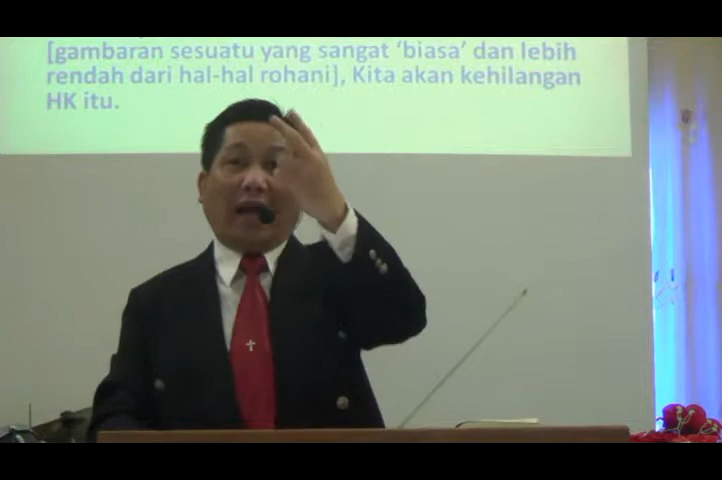 [gambaran sesuatu yang sangat ‘biasa’ dan lebih
rendah dari hal-hal rohani], Kita akan kehilangan
HK itu.